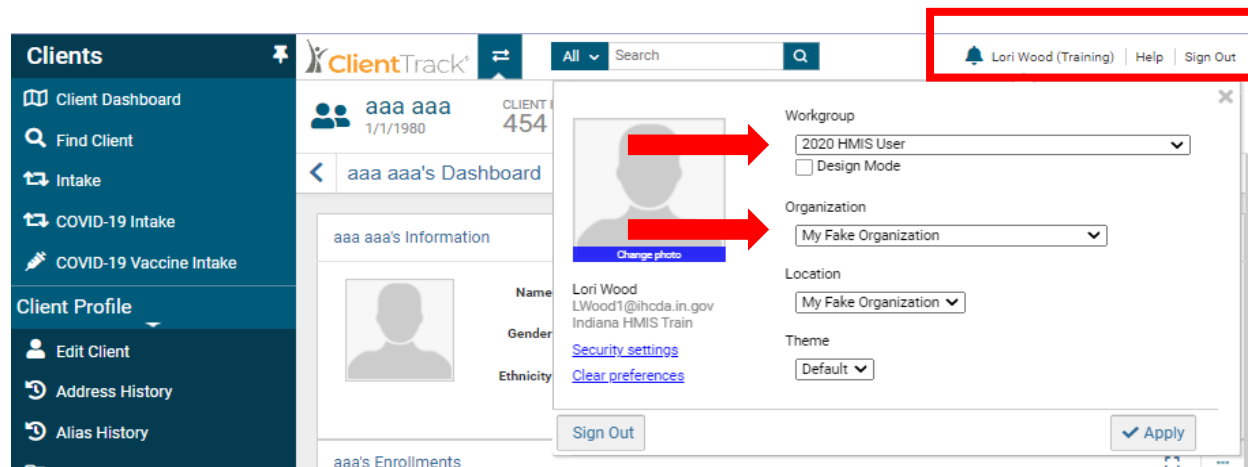 Clients
ClientTrack
All
Search
Lori Wood (Training) | Help | Sign Out
Client Dashboard
Find Client
Intake
COVID-19 Intake
COVID-19 Vaccine Intake
Client Profile
Edit Client
Address History
Alias History
aaa aaa
1/1/1980
CLIENT
454
aaa aaa's Dashboard
aaa aaa's Information
Name
Gender
Ethnicity
aaa's Enrollments
Change photo
Lori Wood
LWood1@ihcda.in.gov
Indiana HMIS Train
Security settings
Clear preferences
Workgroup
2020 HMIS User
Design Mode
Organization
My Fake Organization
Location
My Fake Organization
Theme
Default
Sign Out
Apply